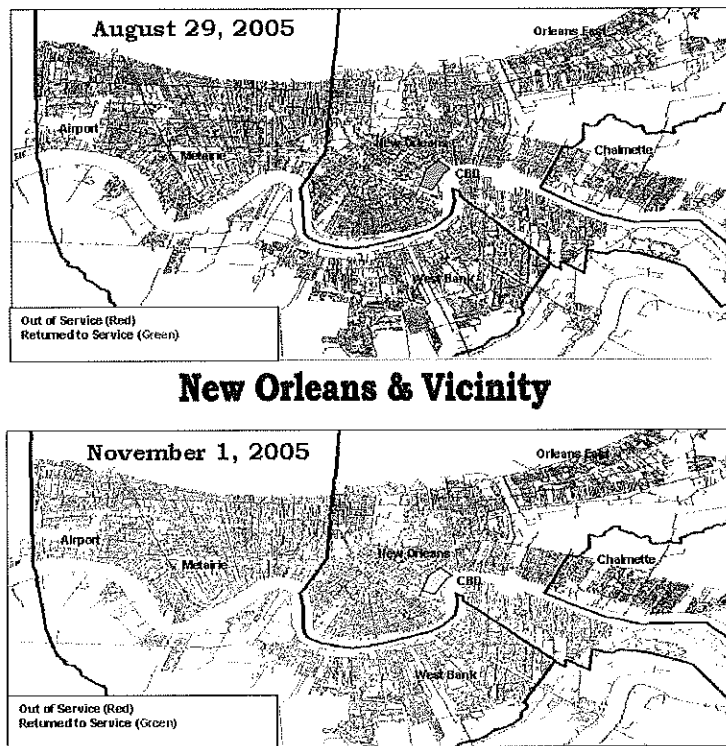 August 29, 2005
Orleans East
Airport
Metairie
New Orleans
CBD
Chalmette
West Bank
Out of Service (Red)
Returned to Service (Green)
New Orleans & Vicinity
November 1, 2005
Orleans East
Airport
Metairie
New Orleans
CBD
Chalmette
West Bank
Out of Service (Red)
Returned to Service (Green)